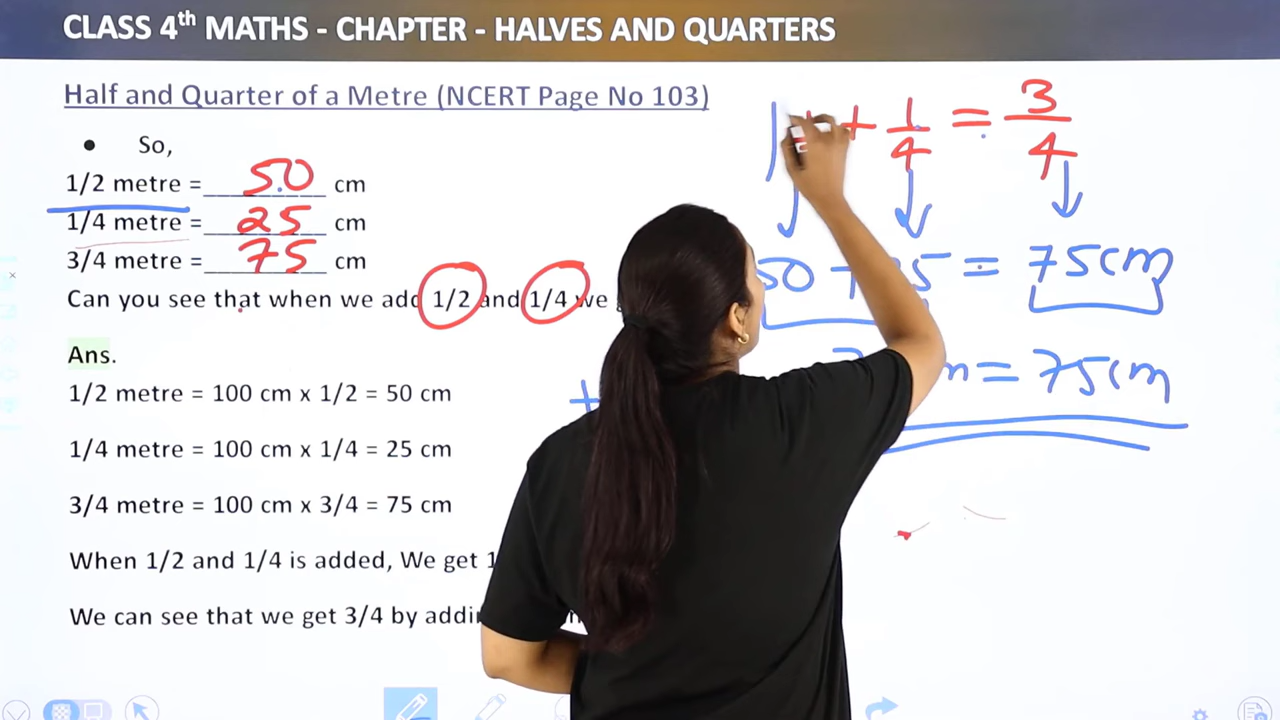 CLASS 4th MATHS - CHAPTER - HALVES AND QUARTERS
Half and Quarter of a Metre (NCERT Page No 103)
● So,
1/2 metre = 50 cm
1/4 metre = 25 cm
3/4 metre = 75 cm
Can you see that when we add 1/2 and 1/4 we
Ans.
1/2 metre = 100 cm x 1/2 = 50 cm
1/4 metre = 100 cm x 1/4 = 25 cm
3/4 metre = 100 cm x 3/4 = 75 cm
When 1/2 and 1/4 is added, We get
We can see that we get 3/4 by
+ 1/4 = 3/4
50 + = 75cm
= 75cm